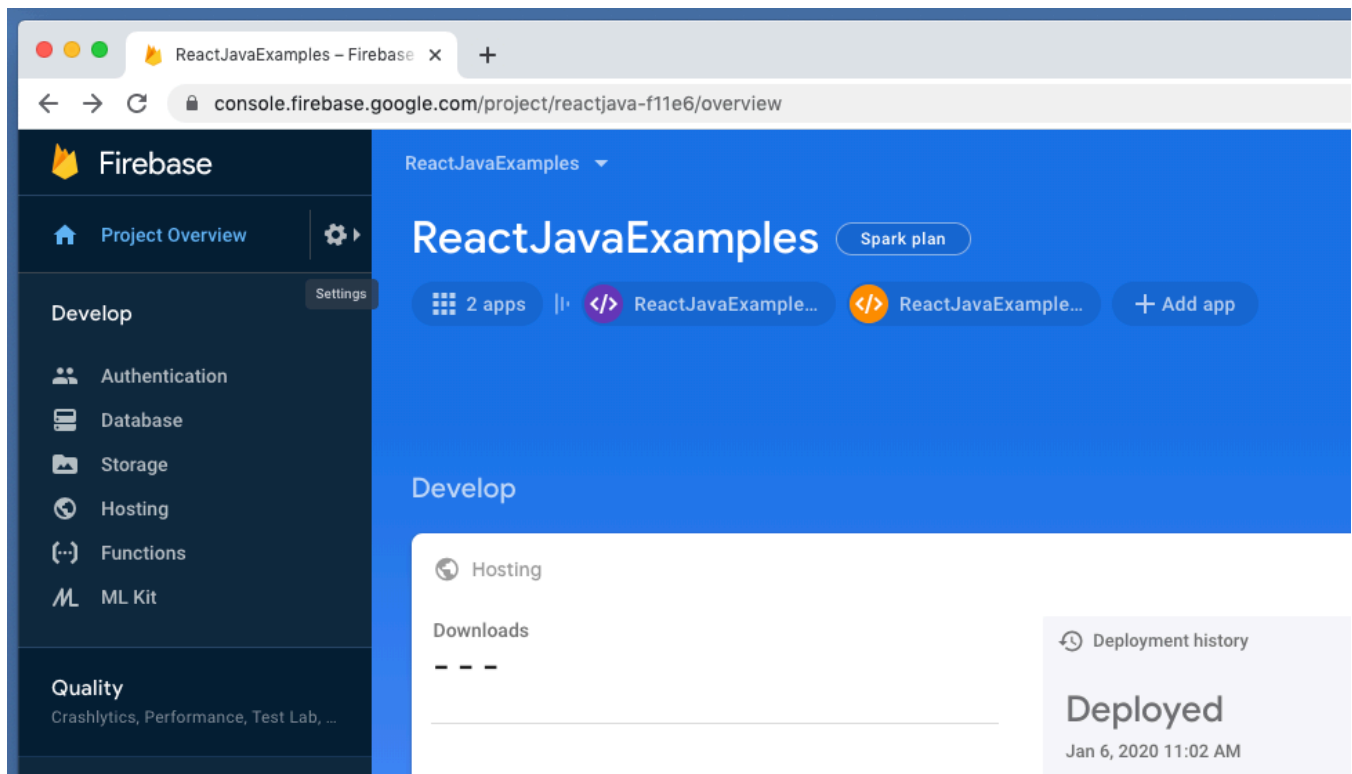 ReactJavaExamples – Firebase
console.firebase.google.com/project/reactjava-f11e6/overview
Firebase
Project Overview
Settings
Develop
Authentication
Database
Storage
Hosting
Functions
ML Kit
Quality
Crashlytics, Performance, Test Lab, ...
ReactJavaExamples
ReactJavaExamples Spark plan
2 apps ReactJavaExample... ReactJavaExample... + Add app
Develop
Hosting
Downloads
- - -
Deployment history
Deployed
Jan 6, 2020 11:02 AM